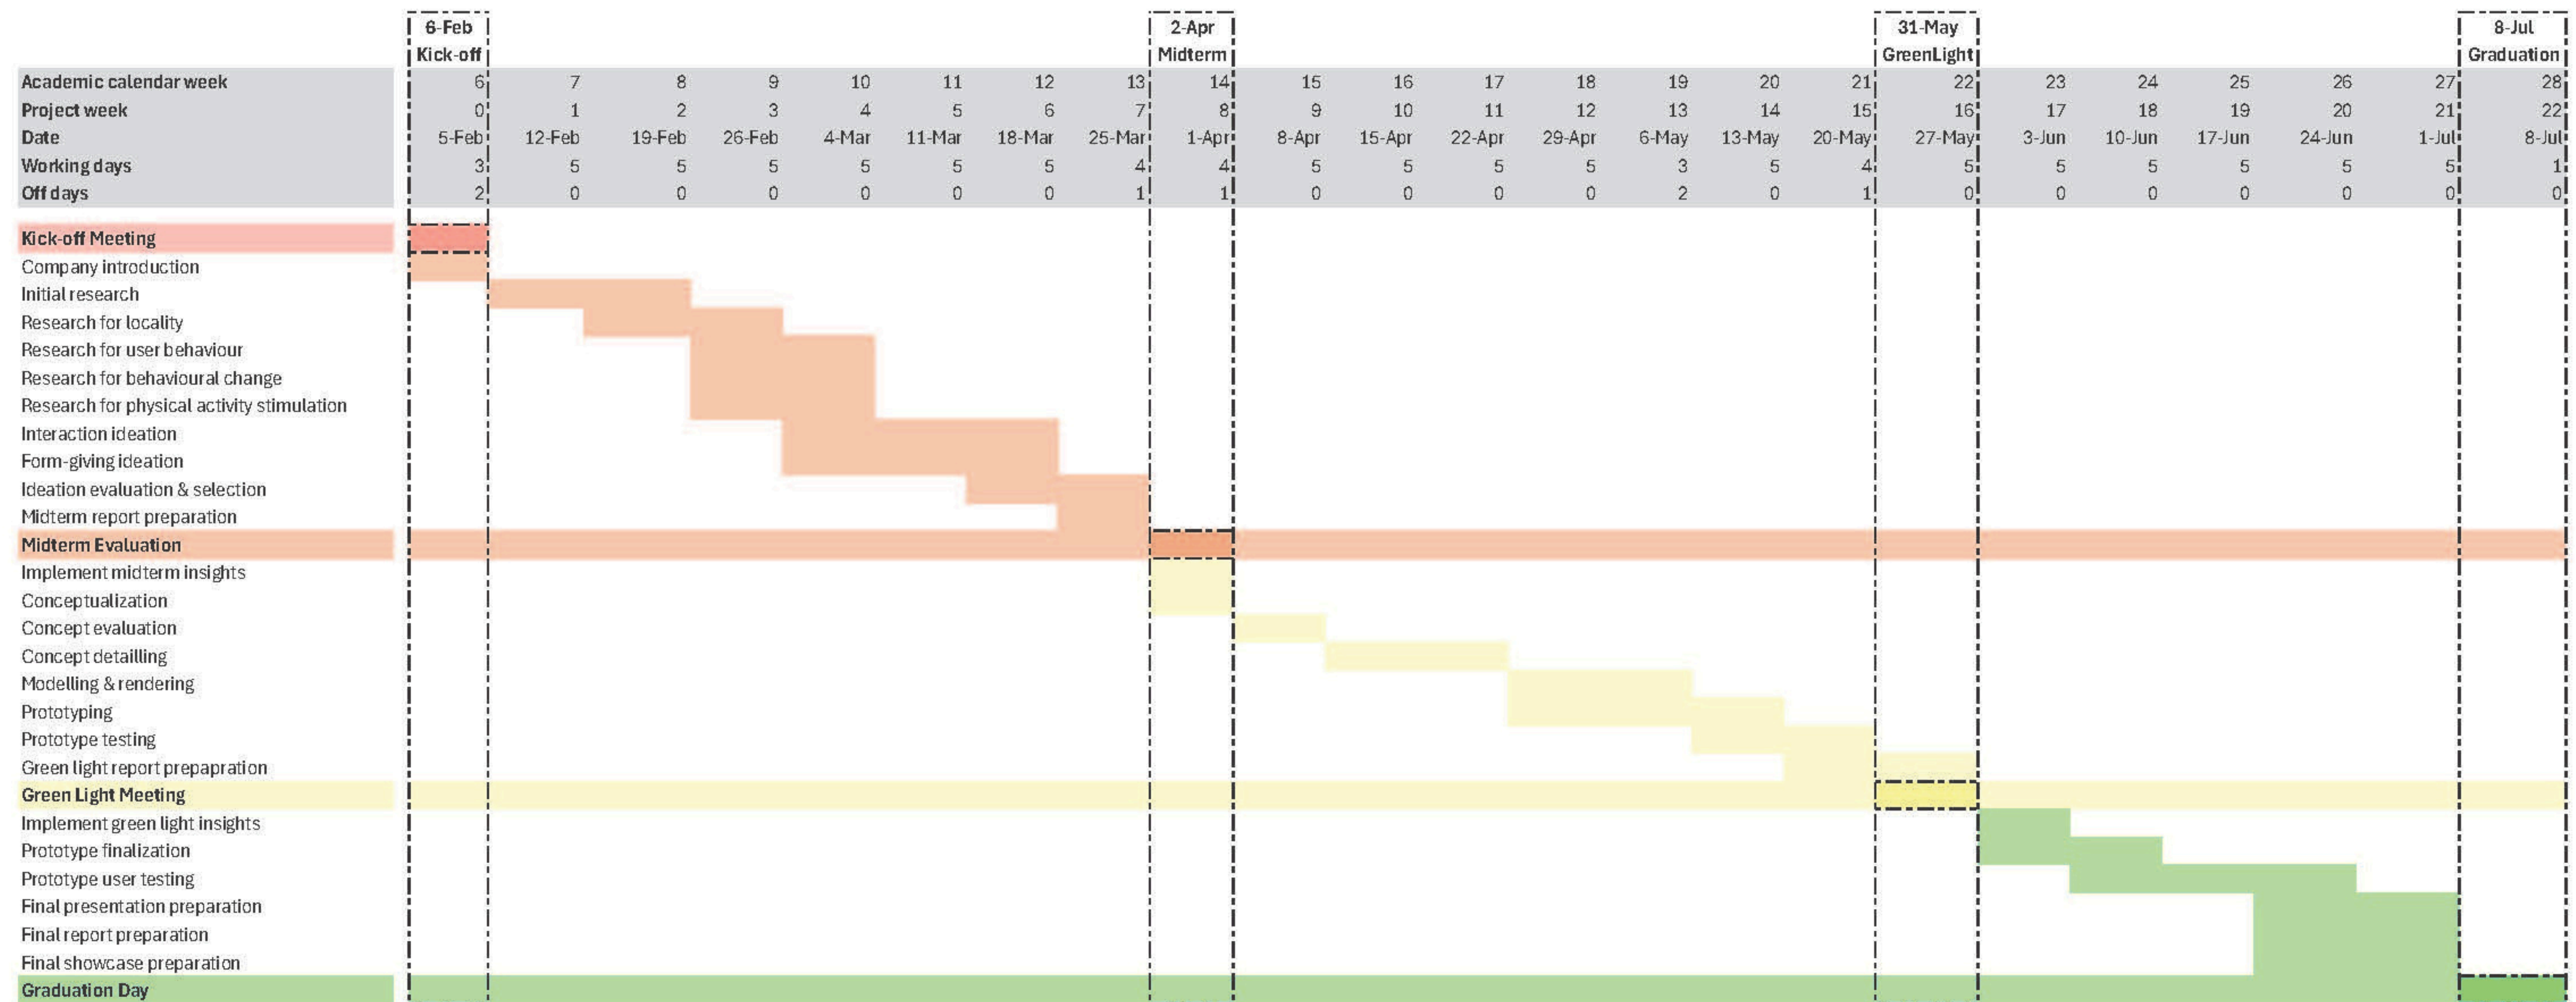 6-Feb 2-Apr 31-May 8-Jul
Kick-off Midterm GreenLight Graduation
Academic calendar week 6 7 8 9 10 11 12 13 14 15 16 17 18 19 20 21 22 23 24 25 26 27 28
Project week 0 1 2 3 4 5 6 7 8 9 10 11 12 13 14 15 16 17 18 19 20 21 22
Date 5-Feb 12-Feb 19-Feb 26-Feb 4-Mar 11-Mar 18-Mar 25-Mar 1-Apr 8-Apr 15-Apr 22-Apr 29-Apr 6-May 13-May 20-May 27-May 3-Jun 10-Jun 17-Jun 24-Jun 1-Jul 8-Jul
Working days 3 5 5 5 5 5 5 4 4 5 5 5 5 3 5 4 5 5 5 5 5 5 1
Off days 2 0 0 0 0 0 0 1 1 0 0 0 0 2 0 1 0 0 0 0 0 0 0
Kick-off Meeting
Company introduction
Initial research
Research for locality
Research for user behaviour
Research for behavioural change
Research for physical activity stimulation
Interaction ideation
Form-giving ideation
Ideation evaluation & selection
Midterm report preparation
Midterm Evaluation
Implement midterm insights
Conceptualization
Concept evaluation
Concept detailling
Modelling & rendering
Prototyping
Prototype testing
Green light report prepapration
Green Light Meeting
Implement green light insights
Prototype finalization
Prototype user testing
Final presentation preparation
Final report preparation
Final showcase preparation
Graduation Day